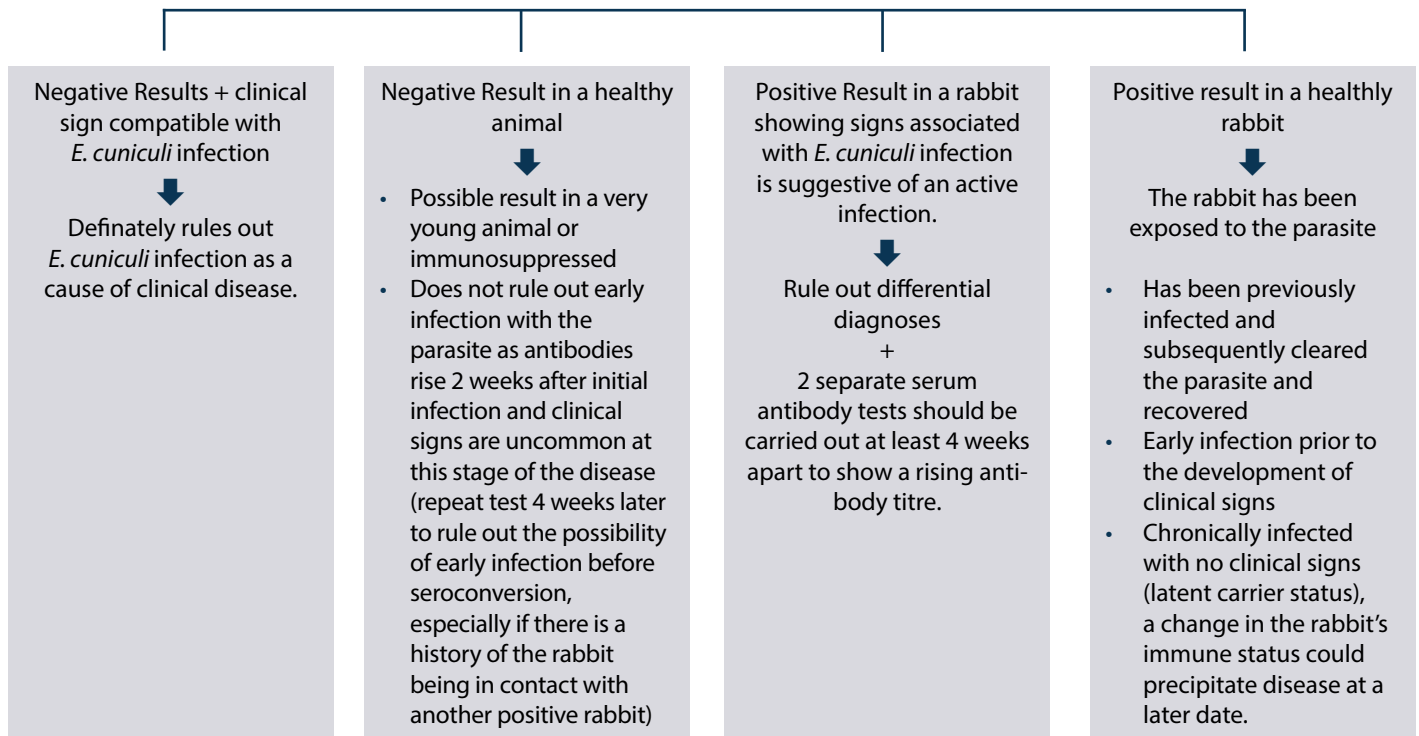 Negative Results + clinical
sign compatible with
E. cuniculi infection
Definately rules out
E. cuniculi infection as a
cause of clinical disease.
Negative Result in a healthy
animal
• Possible result in a very
young animal or
immunosuppressed
• Does not rule out early
infection with the
parasite as antibodies
rise 2 weeks after initial
infection and clinical
signs are uncommon at
this stage of the disease
(repeat test 4 weeks later
to rule out the possibility
of early infection before
seroconversion,
especially if there is a
history of the rabbit
being in contact with
another positive rabbit)
Positive Result in a rabbit
showing signs associated
with E. cuniculi infection
is suggestive of an active
infection.
Rule out differential
diagnoses
+
2 separate serum
antibody tests should be
carried out at least 4 weeks
apart to show a rising anti-
body titre.
Positive result in a healthly
rabbit
The rabbit has been
exposed to the parasite
• Has been previously
infected and
subsequently cleared
the parasite and
recovered
• Early infection prior to
the development of
clinical signs
• Chronically infected
with no clinical signs
(latent carrier status),
a change in the rabbit’s
immune status could
precipitate disease at a
later date.